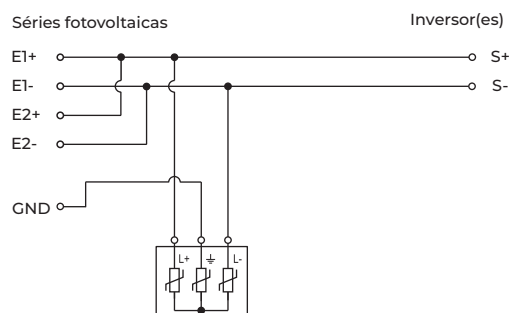 Séries fotovoltaicas
Inversor(es)
E1+
S+
E1-
S-
E2+
E2-
GND
L+
L-